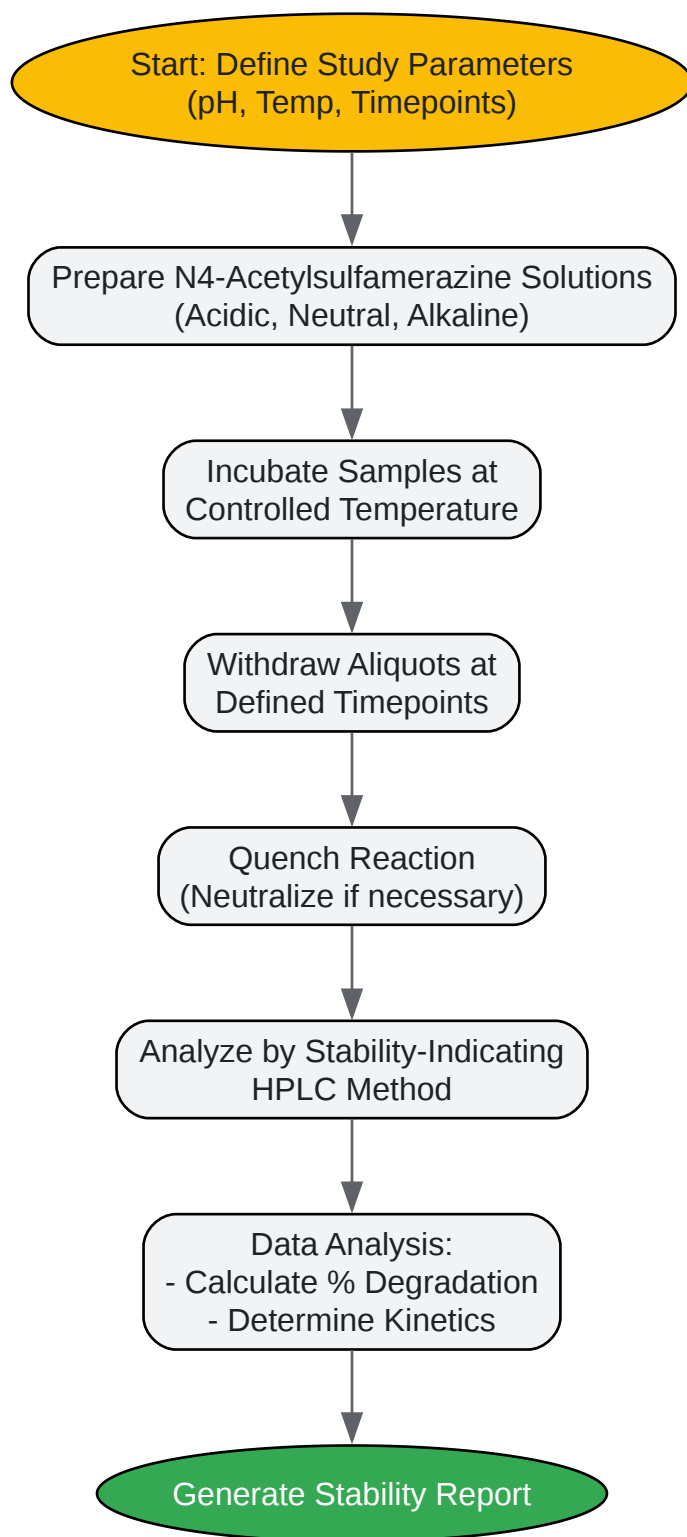 Start: Define Study Parameters
(pH, Temp, Timepoints)
Prepare N4-Acetylsulfamerazine Solutions
(Acidic, Neutral, Alkaline)
Incubate Samples at
Controlled Temperature
Withdraw Aliquots at
Defined Timepoints
Quench Reaction
(Neutralize if necessary)
Analyze by Stability-Indicating
HPLC Method
Data Analysis:
- Calculate % Degradation
- Determine Kinetics
Generate Stability Report